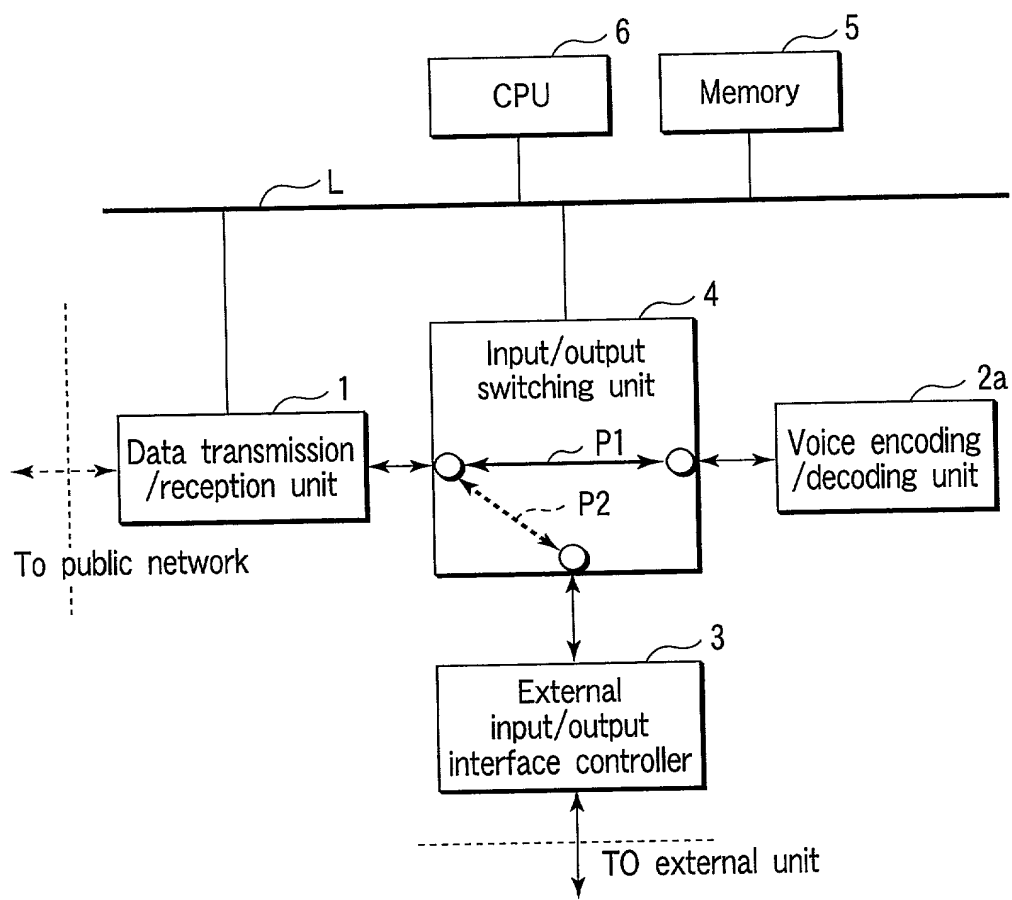 6
5
CPU
Memory
L
4
Input/output
switching unit
1
2a
Data transmission
/reception unit
P1
Voice encoding
/decoding unit
P2
To public network
3
External
input/output
interface controller
TO external unit